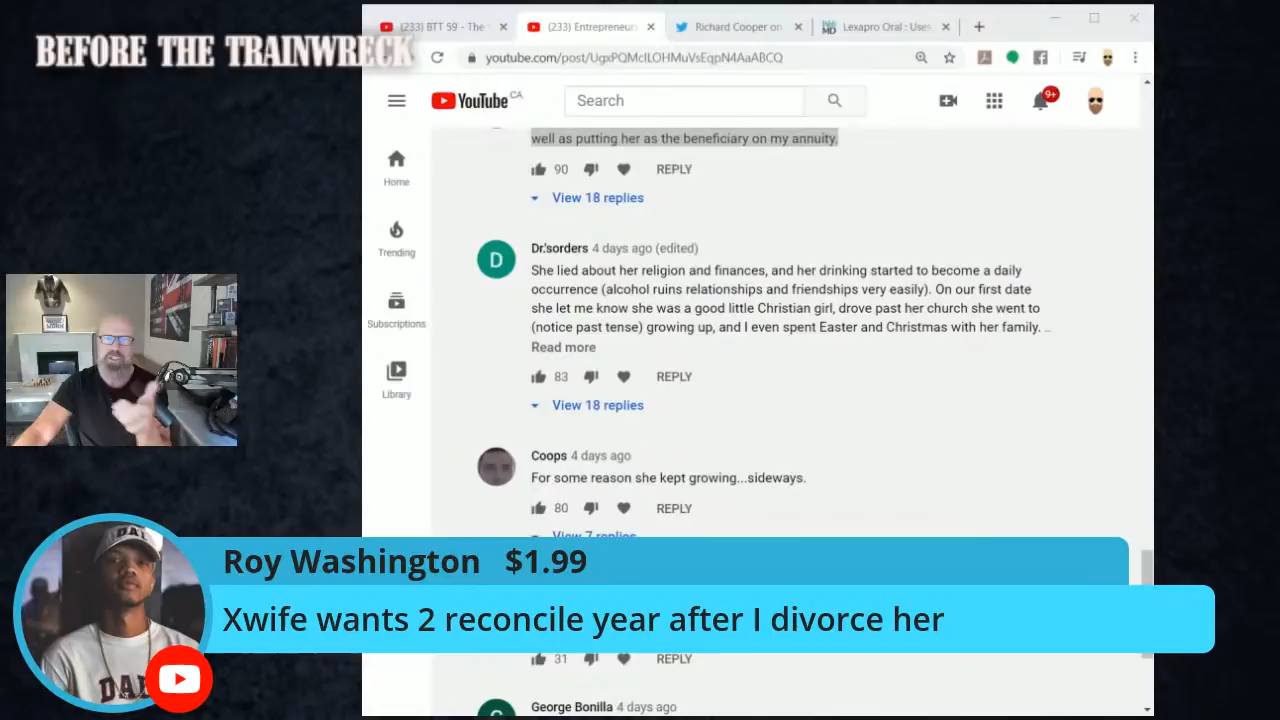 BEFORE THE TRAINWRECK
(233) BTT 59 - The
(233) Entrepreneur
Richard Cooper on
Lexapro Oral : Uses
youtube.com/post/UgxPQMcILOHMuVsEqpN4AaABCQ
YouTube CA
Search
9+
Home
Trending
Subscriptions
Library
well as putting her as the beneficiary on my annuity.
90 REPLY
View 18 replies
D
Dr.'sorders 4 days ago (edited)
She lied about her religion and finances, and her drinking started to become a daily
occurrence (alcohol ruins relationships and friendships very easily). On our first date
she let me know she was a good little Christian girl, drove past her church she went to
(notice past tense) growing up, and I even spent Easter and Christmas with her family. ...
Read more
83 REPLY
View 18 replies
Coops 4 days ago
For some reason she kept growing...sideways.
80 REPLY
View 7 replies
Roy Washington $1.99
Xwife wants 2 reconcile year after I divorce her
31 REPLY
George Bonilla 4 days ago